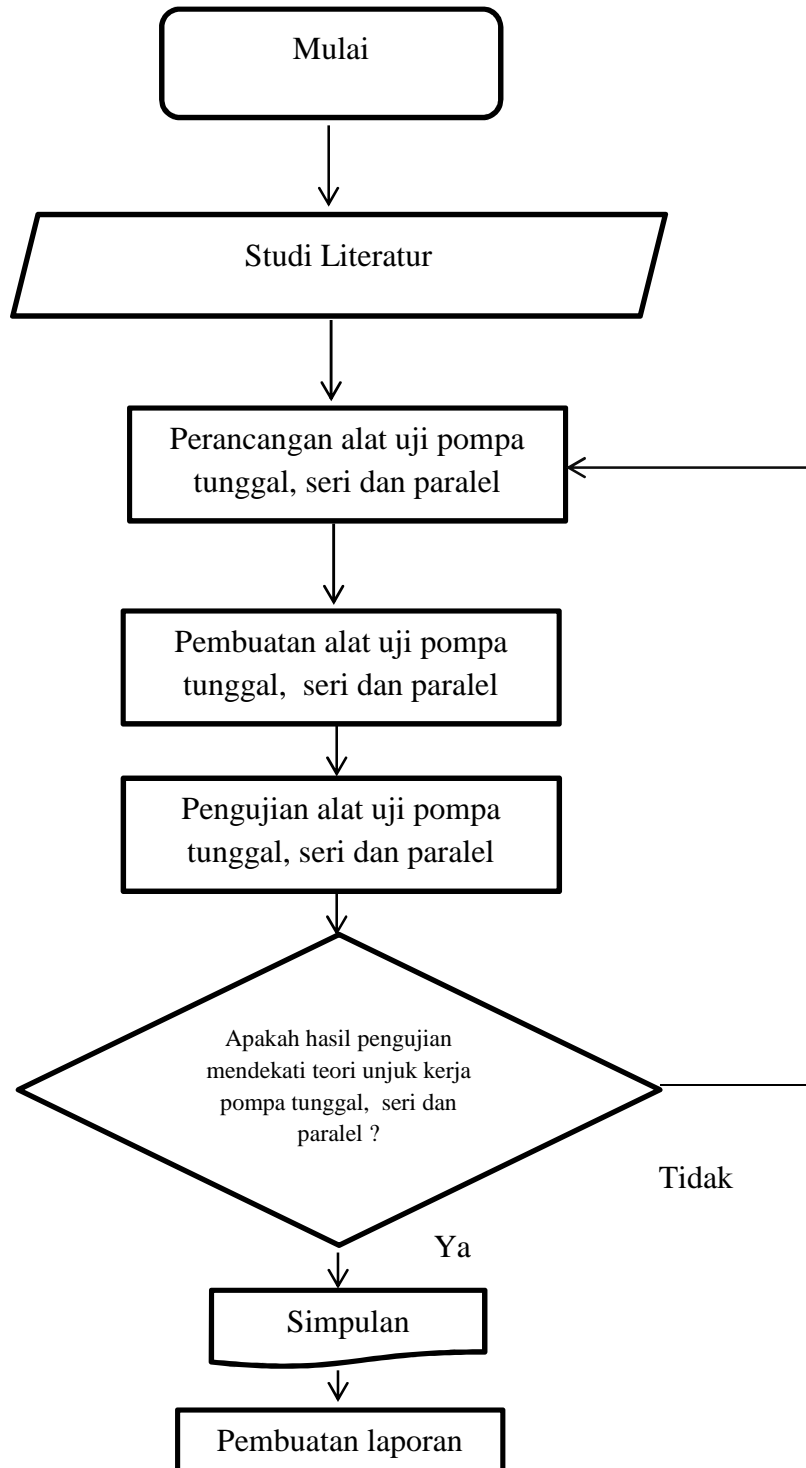 Mulai
Studi Literatur
Perancangan alat uji pompa
tunggal, seri dan paralel
Pembuatan alat uji pompa
tunggal,  seri dan paralel
Pengujian alat uji pompa
tunggal, seri dan paralel
Apakah hasil pengujian
mendekati teori unjuk kerja
pompa tunggal,  seri dan
paralel ?
Tidak
Ya
Simpulan
Pembuatan laporan